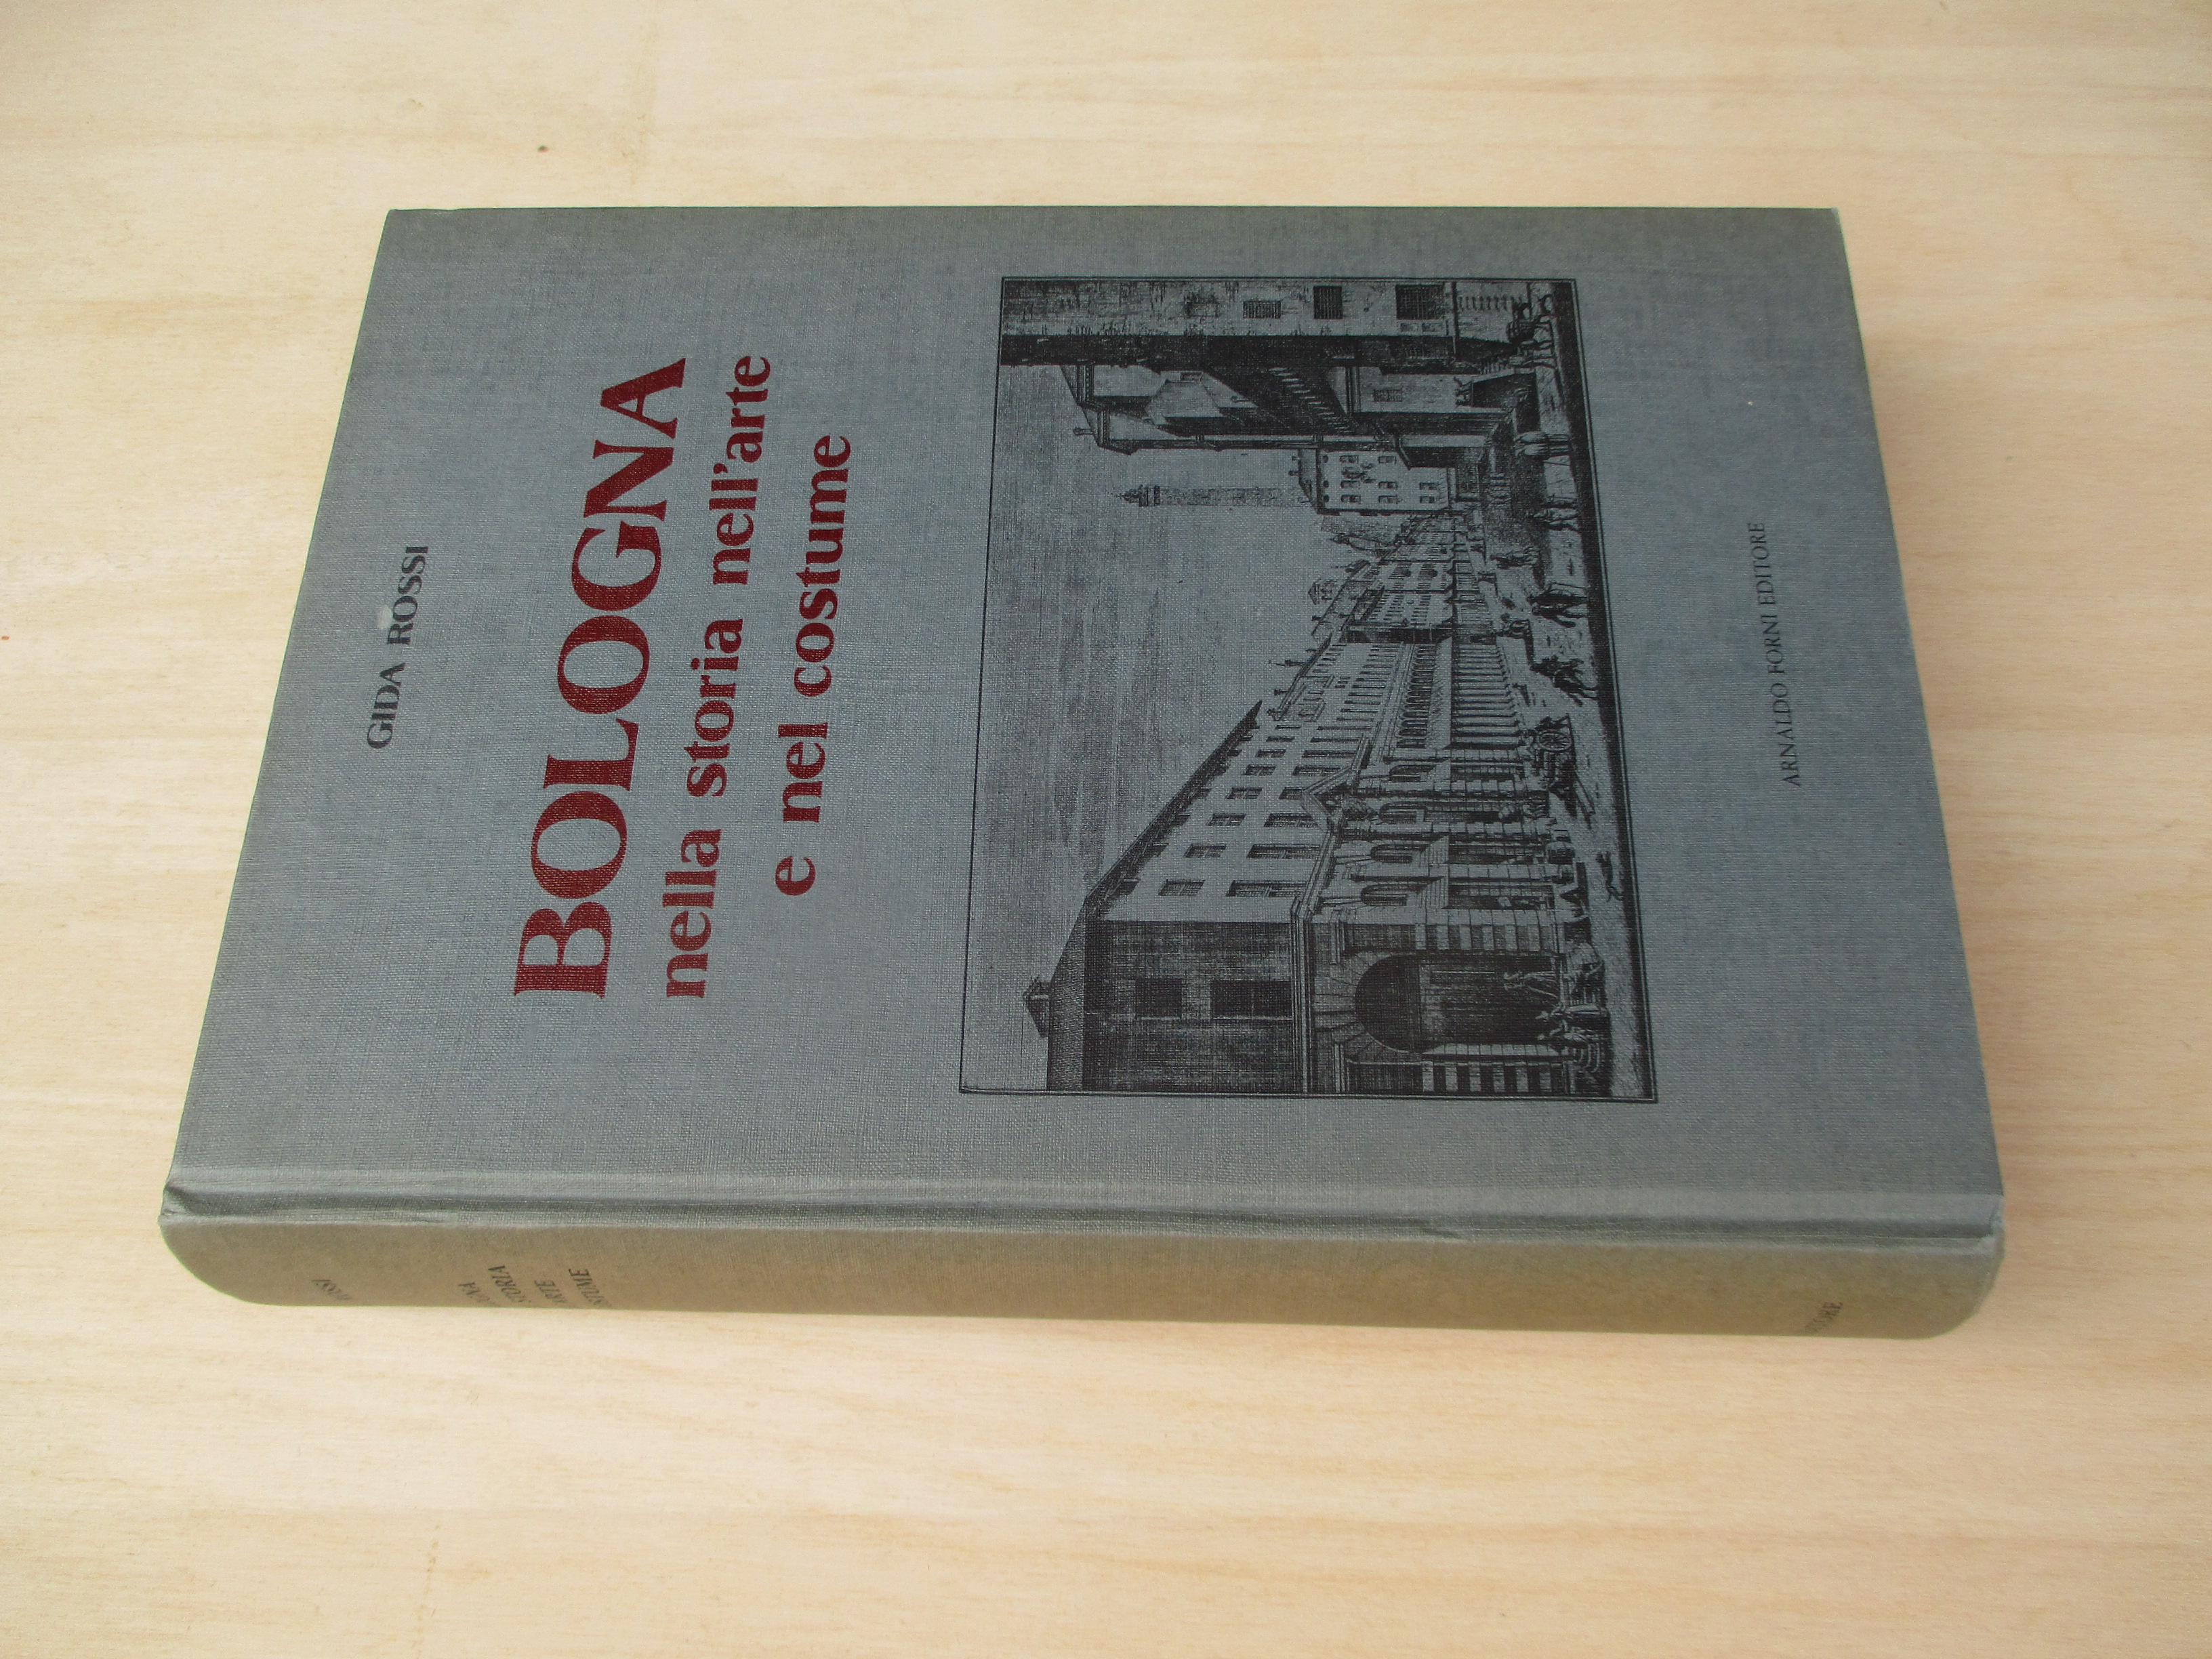 GIDA ROSSI
BOLOGNA
nella storia nell'arte
e nel costume
ARNALDO FORNI EDITORE